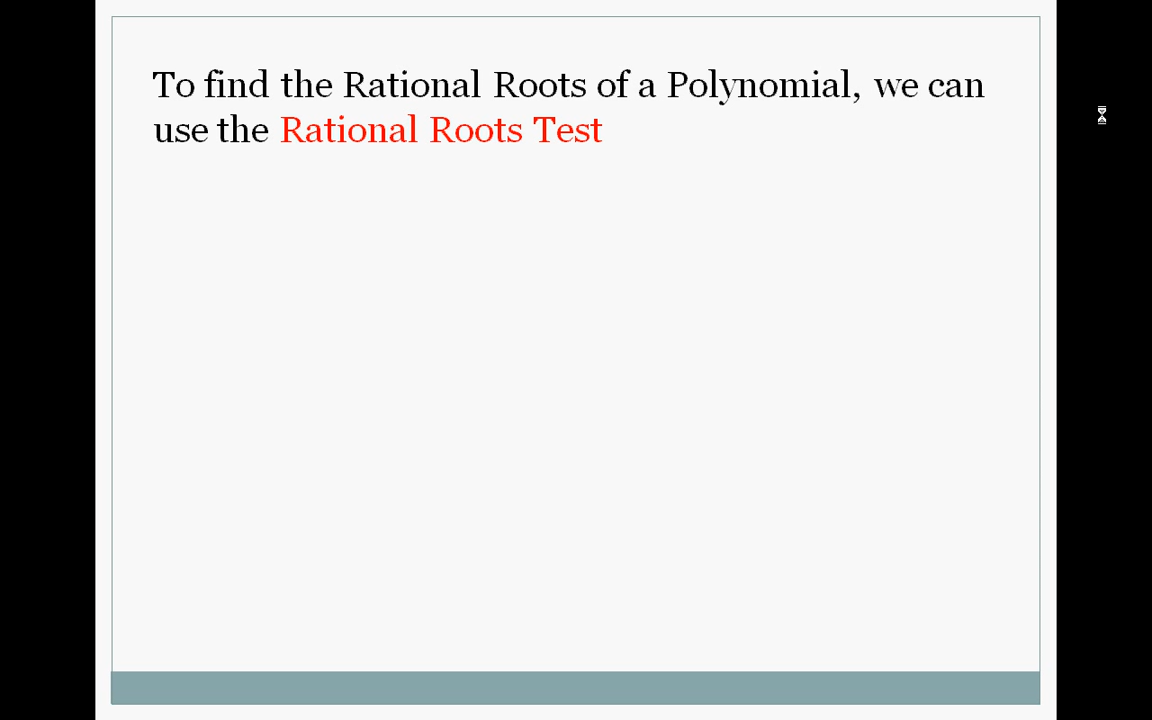 To find the Rational Roots of a Polynomial, we can
use the Rational Roots Test